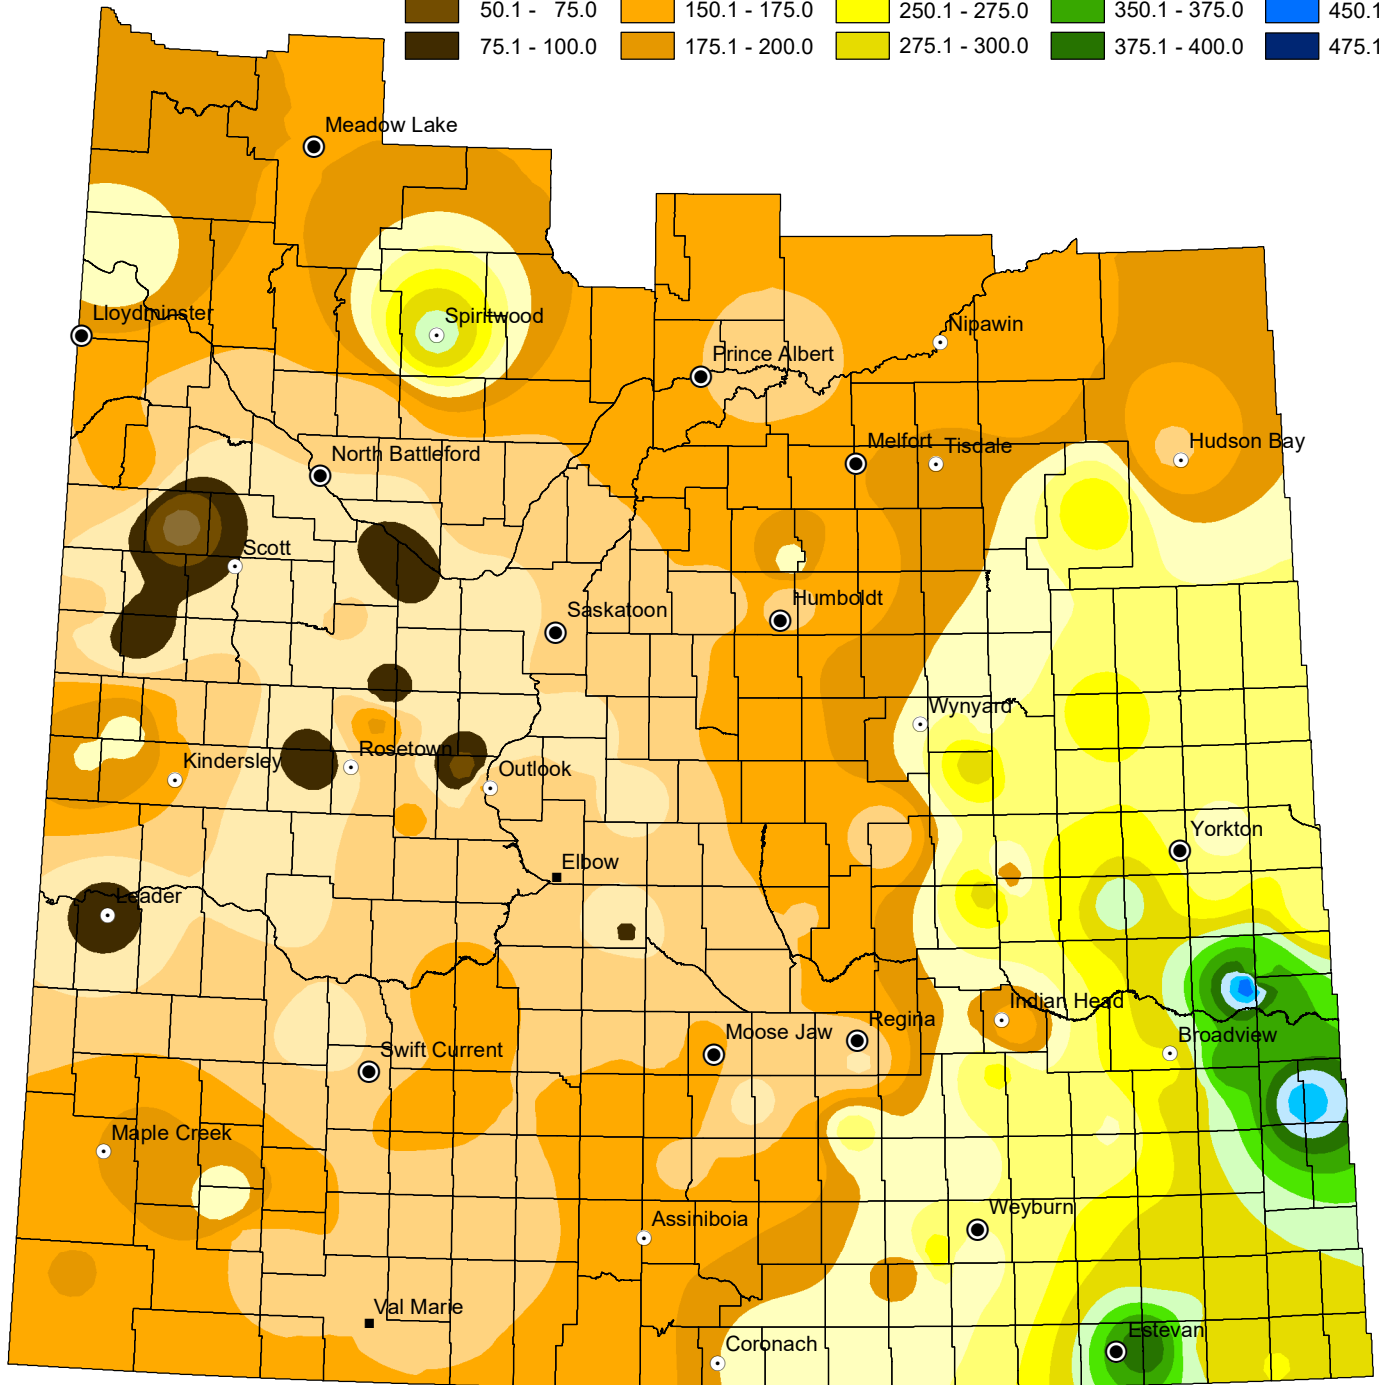 50.1 - 75.0 150.1 - 175.0 250.1 - 275.0 350.1 - 375.0 450.1
75.1 - 100.0 175.1 - 200.0 275.1 - 300.0 375.1 - 400.0 475.1
Meadow Lake
Lloydminster
Spiritwood
Nipawin
Prince Albert
North Battleford
Melfort
Tisdale
Hudson Bay
Scott
Saskatoon
Humboldt
Wynyard
Kindersley
Rosetown
Outlook
Yorkton
Elbow
Leader
Indian Head
Regina
Moose Jaw
Broadview
Swift Current
Maple Creek
Assiniboia
Weyburn
Val Marie
Estevan
Coronach